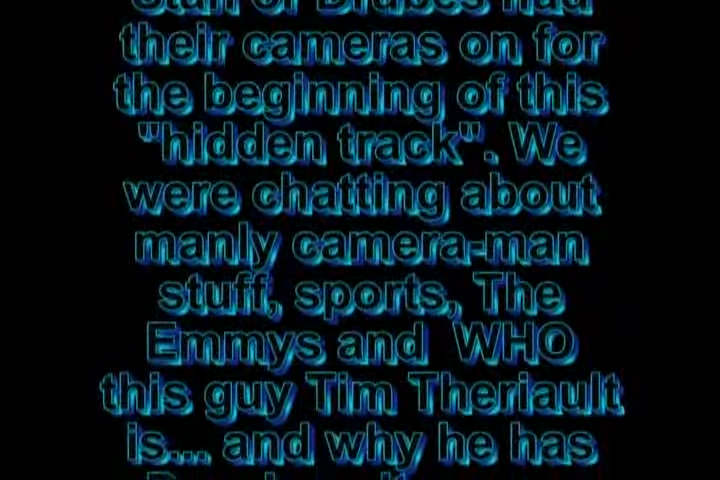 their cameras on for
the beginning of this
"hidden track". We
were chatting about
manly camera-man
stuff, sports, The
Emmys and WHO
this guy Tim Theriault
is... and why he has